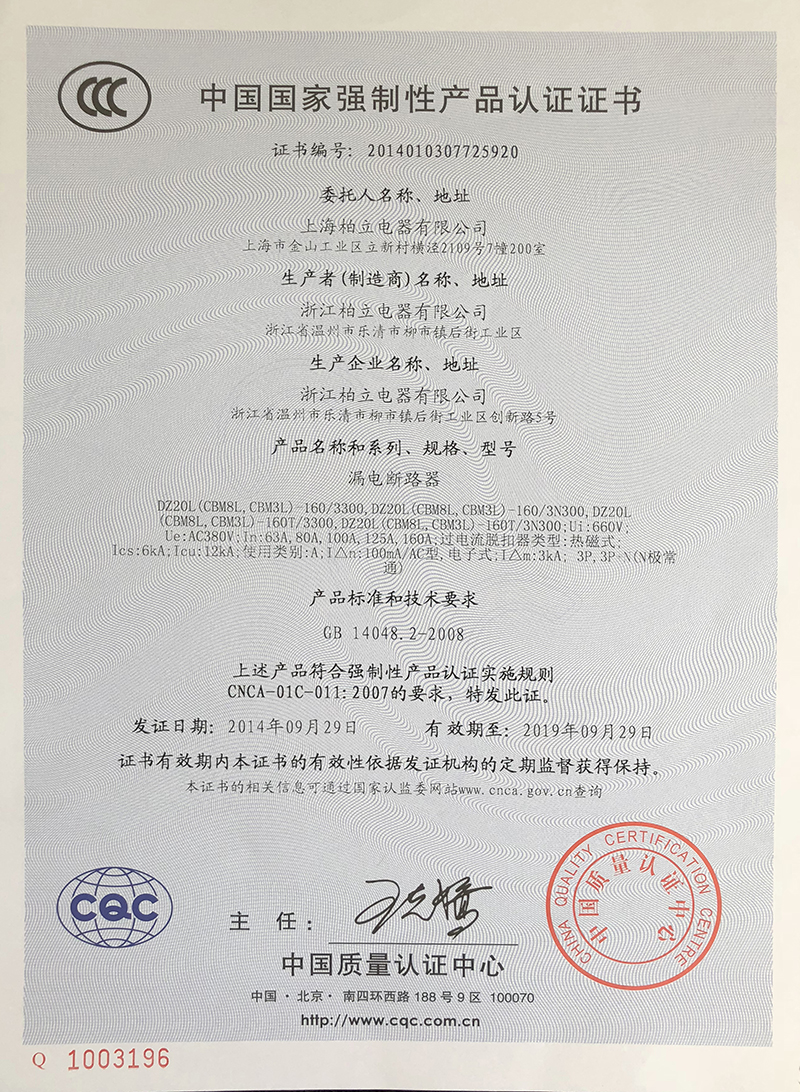 CCC
中国国家强制性产品认证证书
证书编号: 2014010307725920
委托人名称、地址
上海柏立电器有限公司
上海市金山工业区立新村横泾2109号7幢200室
生产者(制造商)名称、地址
浙江柏立电器有限公司
浙江省温州市乐清市柳市镇后街工业区
生产企业名称、地址
浙江柏立电器有限公司
浙江省温州市乐清市柳市镇后街工业区创新路5号
产品名称和系列、规格、型号
漏电断路器
DZ20L(CBM8L,CBM3L)-160/3300,DZ20L(CBM8L,CBM3L)-160/3N300,DZ20L
(CBM8L,CBM3L)-160T/3300,DZ20L(CBM8L,CBM3L)-160T/3N300;Ui:660V;
Ue:AC380V;In:63A,80A,100A,125A,160A;过电流脱扣器类型:热磁式;
Ics:6kA;Icu:12kA;使用类别:A;I△n:100mA/AC型,电子式;I△m:3kA; 3P,3P+N(N极常
通)
产品标准和技术要求
GB 14048.2-2008
上述产品符合强制性产品认证实施规则
CNCA-01C-011:2007的要求，特发此证。
发证日期: 2014年09月29日 有效期至: 2019年09月29日
证书有效期内本证书的有效性依据发证机构的定期监督获得保持。
本证书的相关信息可通过国家认监委网站www.cnca.gov.cn查询
CQC
主 任:
CHINA QUALITY CERTIFICATION CENTRE
中国质量认证中心
中国质量认证中心
中国·北京·南四环西路 188 号 9 区 100070
http://www.cqc.com.cn
Q 1003196